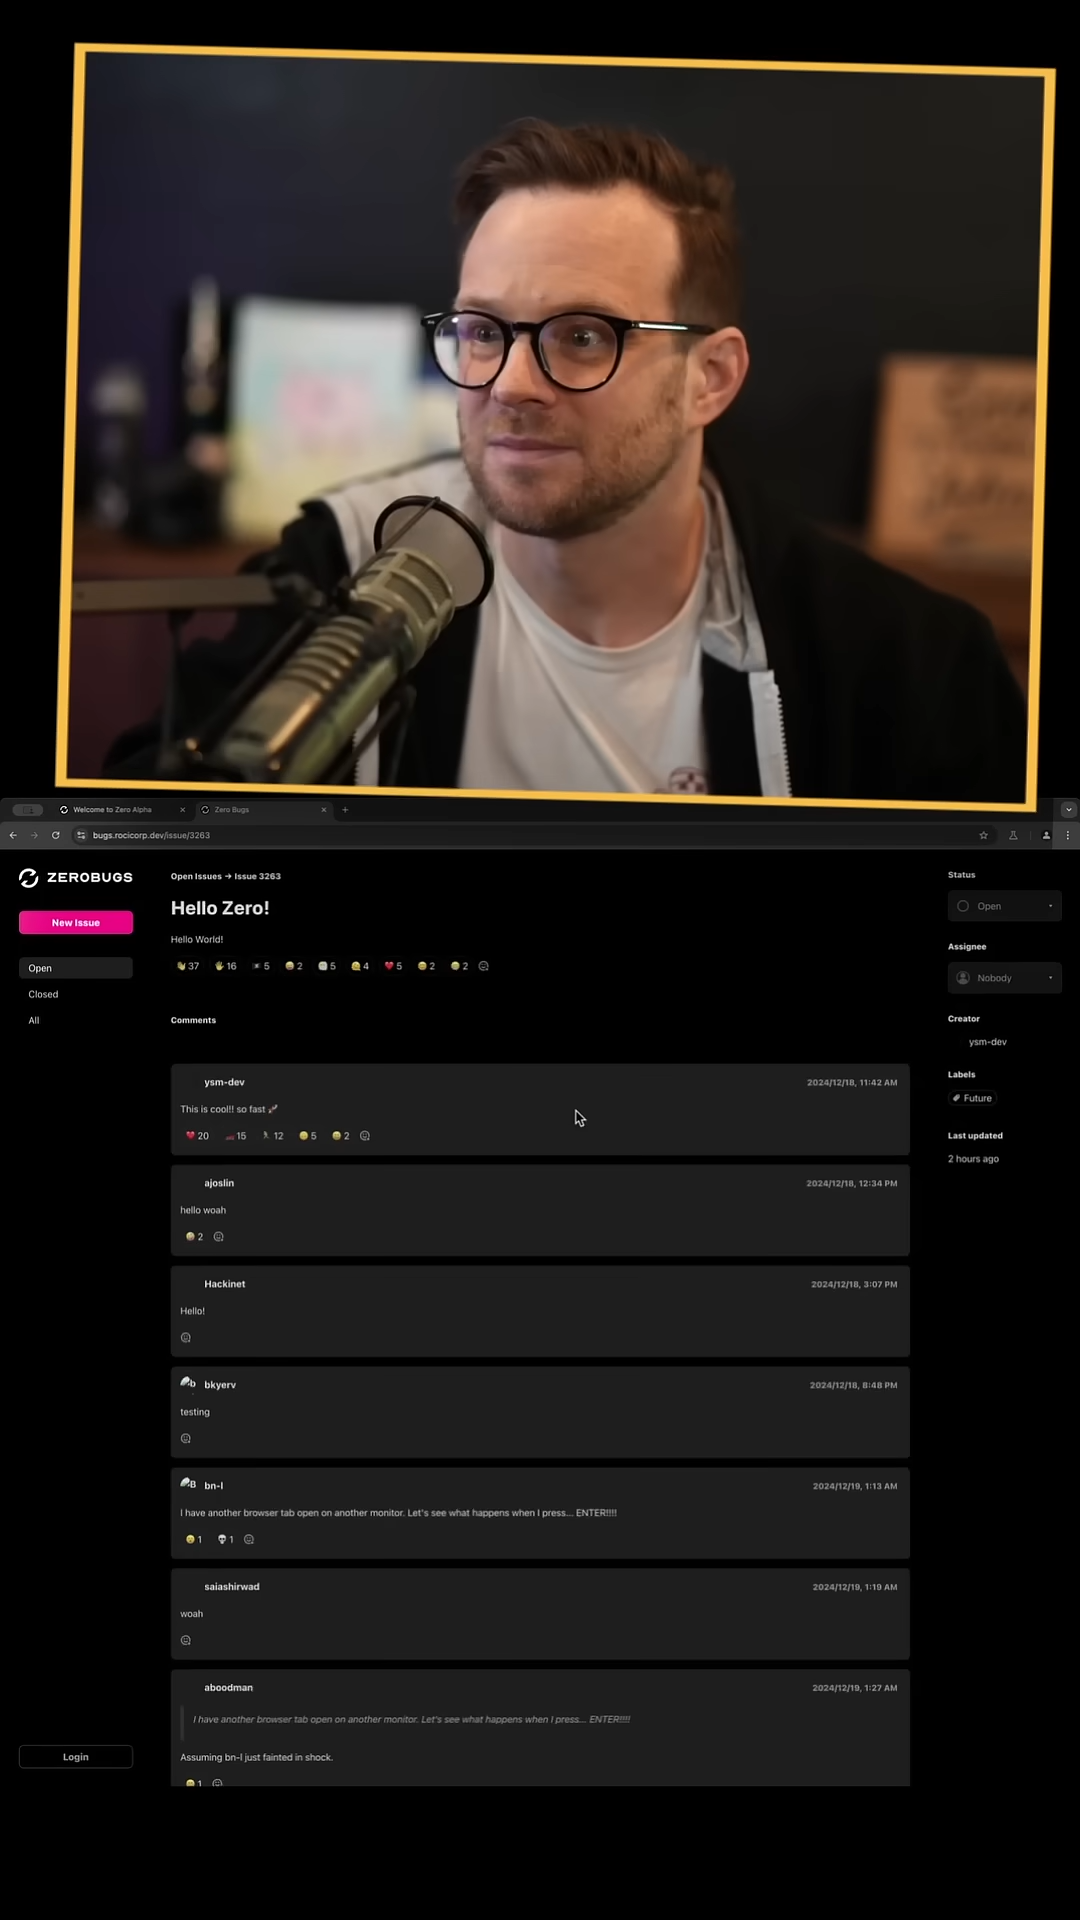 Welcome to Zero Alpha
Zero Bugs
bugs.rocicorp.dev/issue/3263
ZEROBUGS
New Issue
Open
Closed
All
Login
Open Issues → Issue 3263
Hello Zero!
Hello World!
👋 37 🖖 16 5 2 5 4 ❤️ 5 2 2
Comments
ysm-dev 2024/12/18, 11:42 AM
This is cool!! so fast 🚀
❤️ 20 15 12 5 2
ajoslin 2024/12/18, 12:34 PM
hello woah
2
Hackinet 2024/12/18, 3:07 PM
Hello!
bkyerv 2024/12/18, 8:48 PM
testing
bn-l 2024/12/19, 1:13 AM
I have another browser tab open on another monitor. Let's see what happens when I press... ENTER!!!!
1 💀 1
saiashirwad 2024/12/19, 1:19 AM
woah
aboodman 2024/12/19, 1:27 AM
I have another browser tab open on another monitor. Let's see what happens when I press... ENTER!!!!
Assuming bn-l just fainted in shock.
1
Status
Open
Assignee
Nobody
Creator
ysm-dev
Labels
Future
Last updated
2 hours ago